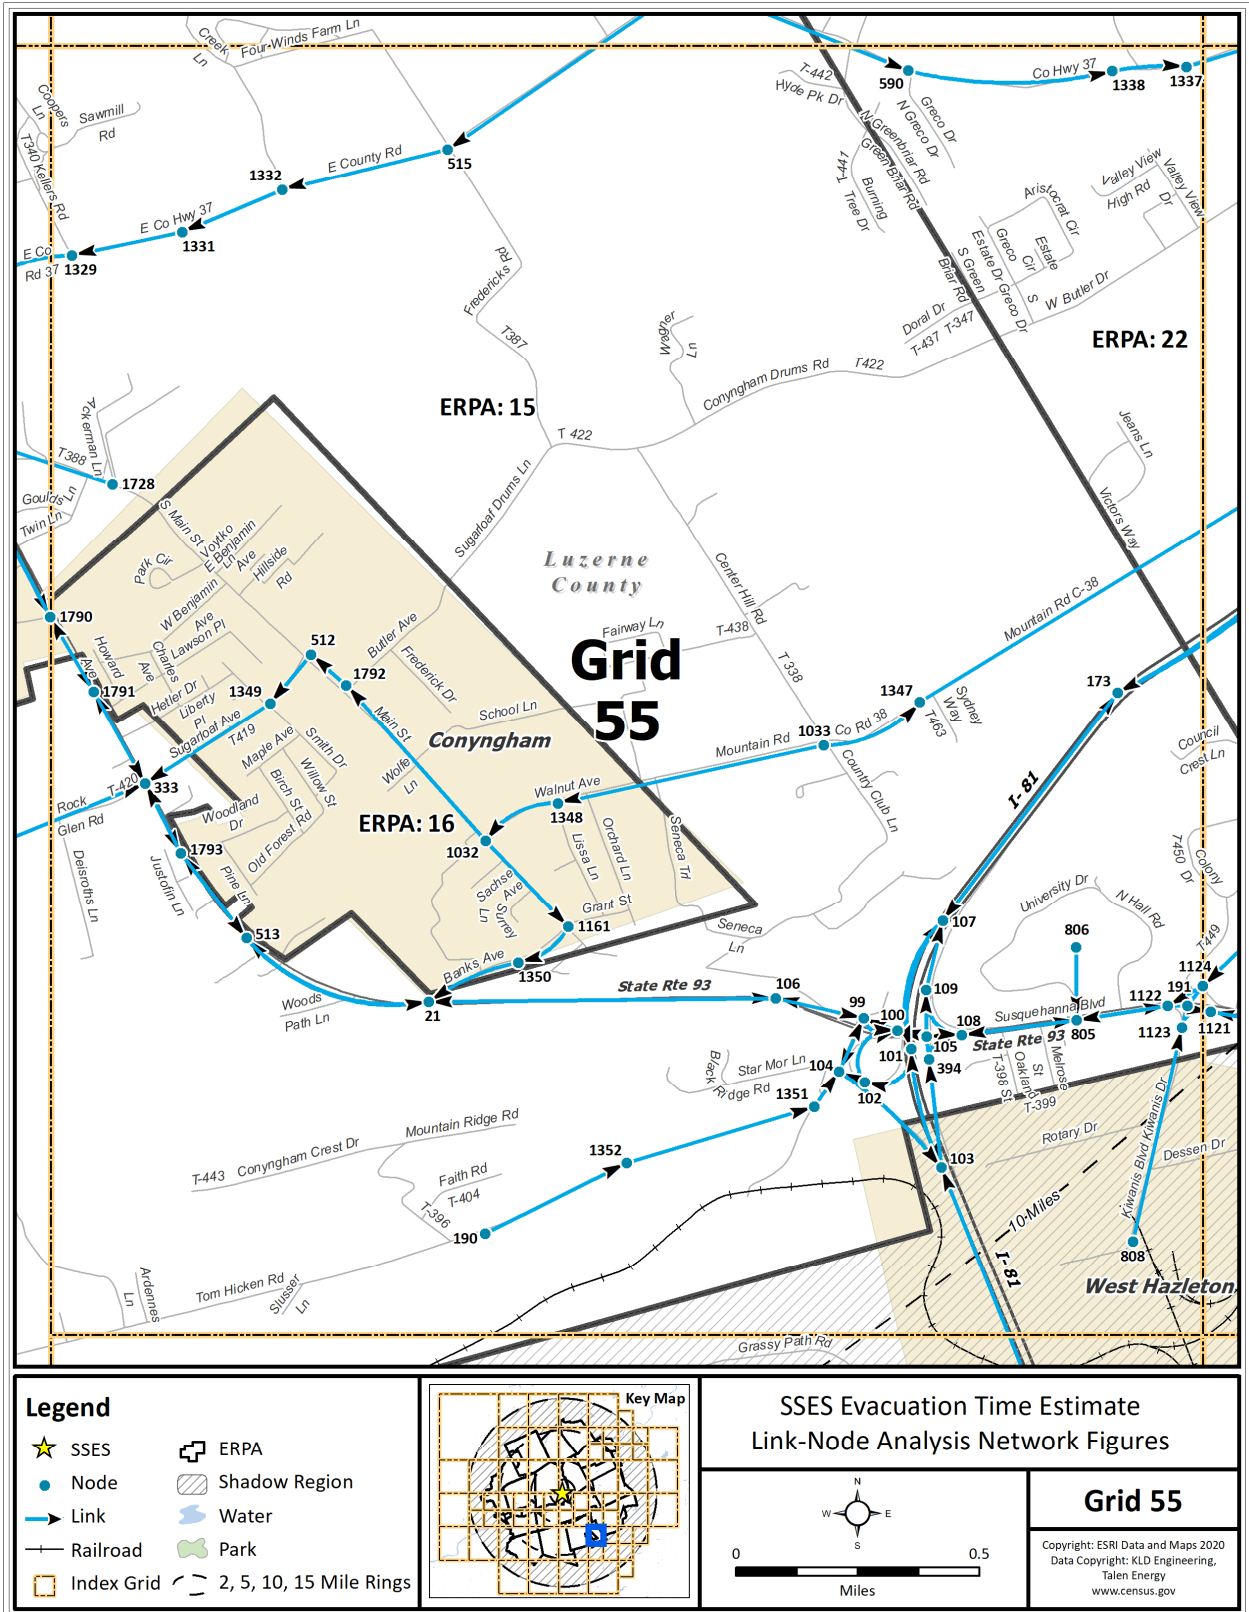 Creek
Ln
Four Winds Farm Ln
Coopers
Ln
Sawmill
Rd
T340 Kellers Rd
1332
E County Rd
515
E Co Hwy 37
1331
E Co
Rd 37
1329
T-442
Hyde Pk Dr
590
Co Hwy 37
1338
1337
Greco Dr
N Greco Dr
N Greenbriar Rd
Green Briar Rd
T-441
Burning
Tree Dr
Valley View
High Rd
Valley View
Dr
Aristocrat Cir
Greco
Cir
Estate
Estate Dr
S Green
Briar Rd
Greco Dr
S
W Butler Dr
Doral Dr
T-437
T-347
ERPA: 22
Fredericks
Rd
T387
Wagner
Ln
Conyngham Drums Rd
T422
ERPA: 15
T 422
Ackerman Ln
T388
1728
Goulds
Ln
Twin Ln
S Main St
Voytko
Ln
E Benjamin
Ave
Hillside
Rd
Park Cir
Sugarloaf Drums Ln
Jeans Ln
Victors Way
Luzerne
County
Center Hill Rd
Mountain Rd C-38
1790
W Benjamin
Ave
Lawson Pl
Charles
Ave
Howard
Ave
1791
Hetler Dr
Liberty
Pl
512
Butler Ave
1792
Frederick Dr
1349
Sugarloaf Ave
T419
Maple Ave
Smith Dr
Main St
School Ln
Fairway Ln
T-438
T 338
Grid
55
Conyngham
173
1347
Sydney
Way
T463
1033
Co Rd 38
Mountain Rd
Council
Crest Ln
T-420
333
Rock
Glen Rd
Birch St
Willow St
Wolfe
Ln
Walnut Ave
1348
Country Club Ln
I- 81
Woodland
Dr
Old Forest Rd
ERPA: 16
1032
Lissa Ln
Orchard Ln
Seneca Trl
T450
Dr
Colony
1793
Deisroths Ln
Justofin Ln
Pine Ln
Sachse
Ave
Surrey
Ln
Grant St
1161
University Dr
N Hall Rd
Seneca
Ln
107
806
T-449
513
Banks Ave
1350
1124
Woods
Path Ln
21
State Rte 93
106
99
100
109
108
Susquehanna Blvd
805
State Rte 93
1122
191
1123
1121
101
105
394
104
102
Black
Ridge Rd
Star Mor Ln
1351
T-398
St
Oakland
St
Melrose
T-399
Mountain Ridge Rd
Rotary Dr
Dessen Dr
Kiwanis Blvd Kiwanis Dr
1352
103
T-443
Conyngham Crest Dr
Faith Rd
T-404
T-396
190
10-Miles
808
I- 81
West Hazleton
Ardennes
Ln
Tom Hicken Rd
Slusser
Ln
Grassy Path Rd
Legend
SSES
Node
Link
Railroad
Index Grid
ERPA
Shadow Region
Water
Park
2, 5, 10, 15 Mile Rings
Key Map
SSES Evacuation Time Estimate
Link-Node Analysis Network Figures
N
W
E
S
0
0.5
Miles
Grid 55
Copyright: ESRI Data and Maps 2020
Data Copyright: KLD Engineering,
Talen Energy
www.census.gov